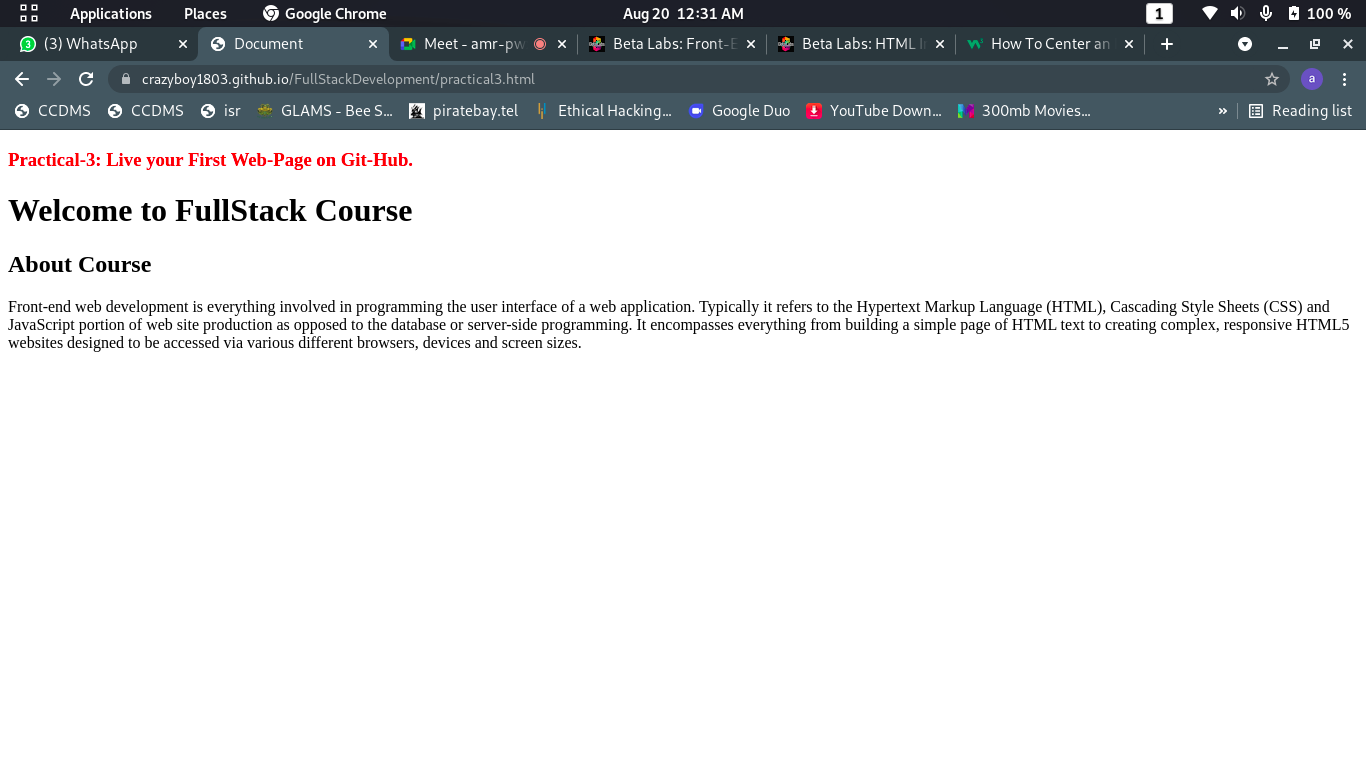 Applications Places Google Chrome Aug 20 12:31 AM 1 100 %
(3) WhatsApp Document Meet - amr-pw Beta Labs: Front-E Beta Labs: HTML I How To Center an
crazyboy1803.github.io/FullStackDevelopment/practical3.html a
CCDMS CCDMS isr GLAMS - Bee S... piratebay.tel Ethical Hacking... Google Duo YouTube Down... 300mb Movies... » Reading list
Practical-3: Live your First Web-Page on Git-Hub.
Welcome to FullStack Course
About Course
Front-end web development is everything involved in programming the user interface of a web application. Typically it refers to the Hypertext Markup Language (HTML), Cascading Style Sheets (CSS) and
JavaScript portion of web site production as opposed to the database or server-side programming. It encompasses everything from building a simple page of HTML text to creating complex, responsive HTML5
websites designed to be accessed via various different browsers, devices and screen sizes.